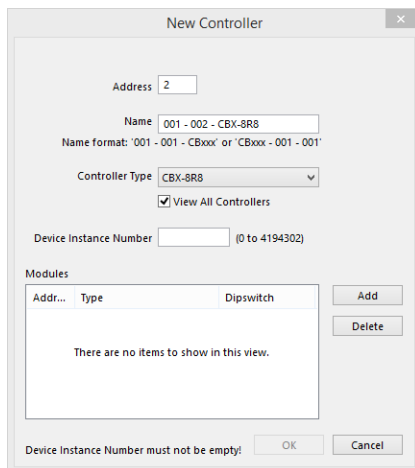 New Controller
Address 2
Name 001 - 002 - CBX-8R8
Name format: '001 - 001 - CBxxx' or 'CBxxx - 001 - 001'
Controller Type CBX-8R8
View All Controllers
Device Instance Number (0 to 4194302)
Modules
Addr... Type Dipswitch Add
Delete
There are no items to show in this view.
Device Instance Number must not be empty! OK Cancel